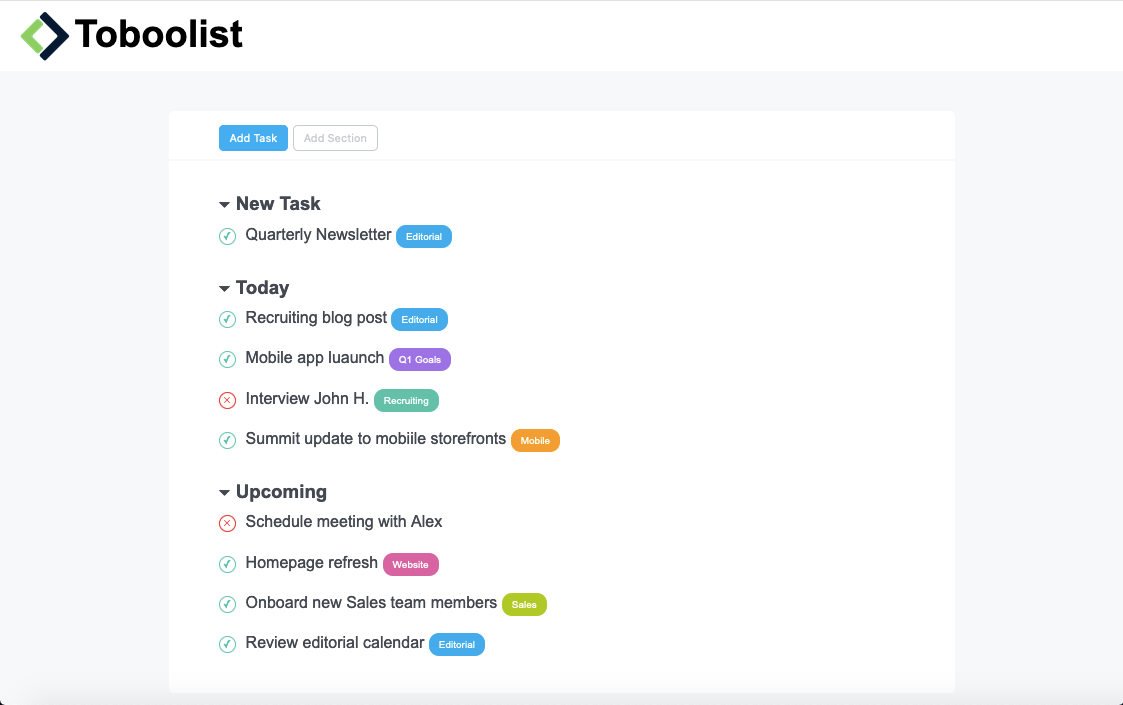 Toboolist
Add Task Add Section
New Task
Quarterly Newsletter Editorial
Today
Recruiting blog post Editorial
Mobile app luaunch Q1 Goals
Interview John H. Recruiting
Summit update to mobiile storefronts Mobile
Upcoming
Schedule meeting with Alex
Homepage refresh Website
Onboard new Sales team members Sales
Review editorial calendar Editorial